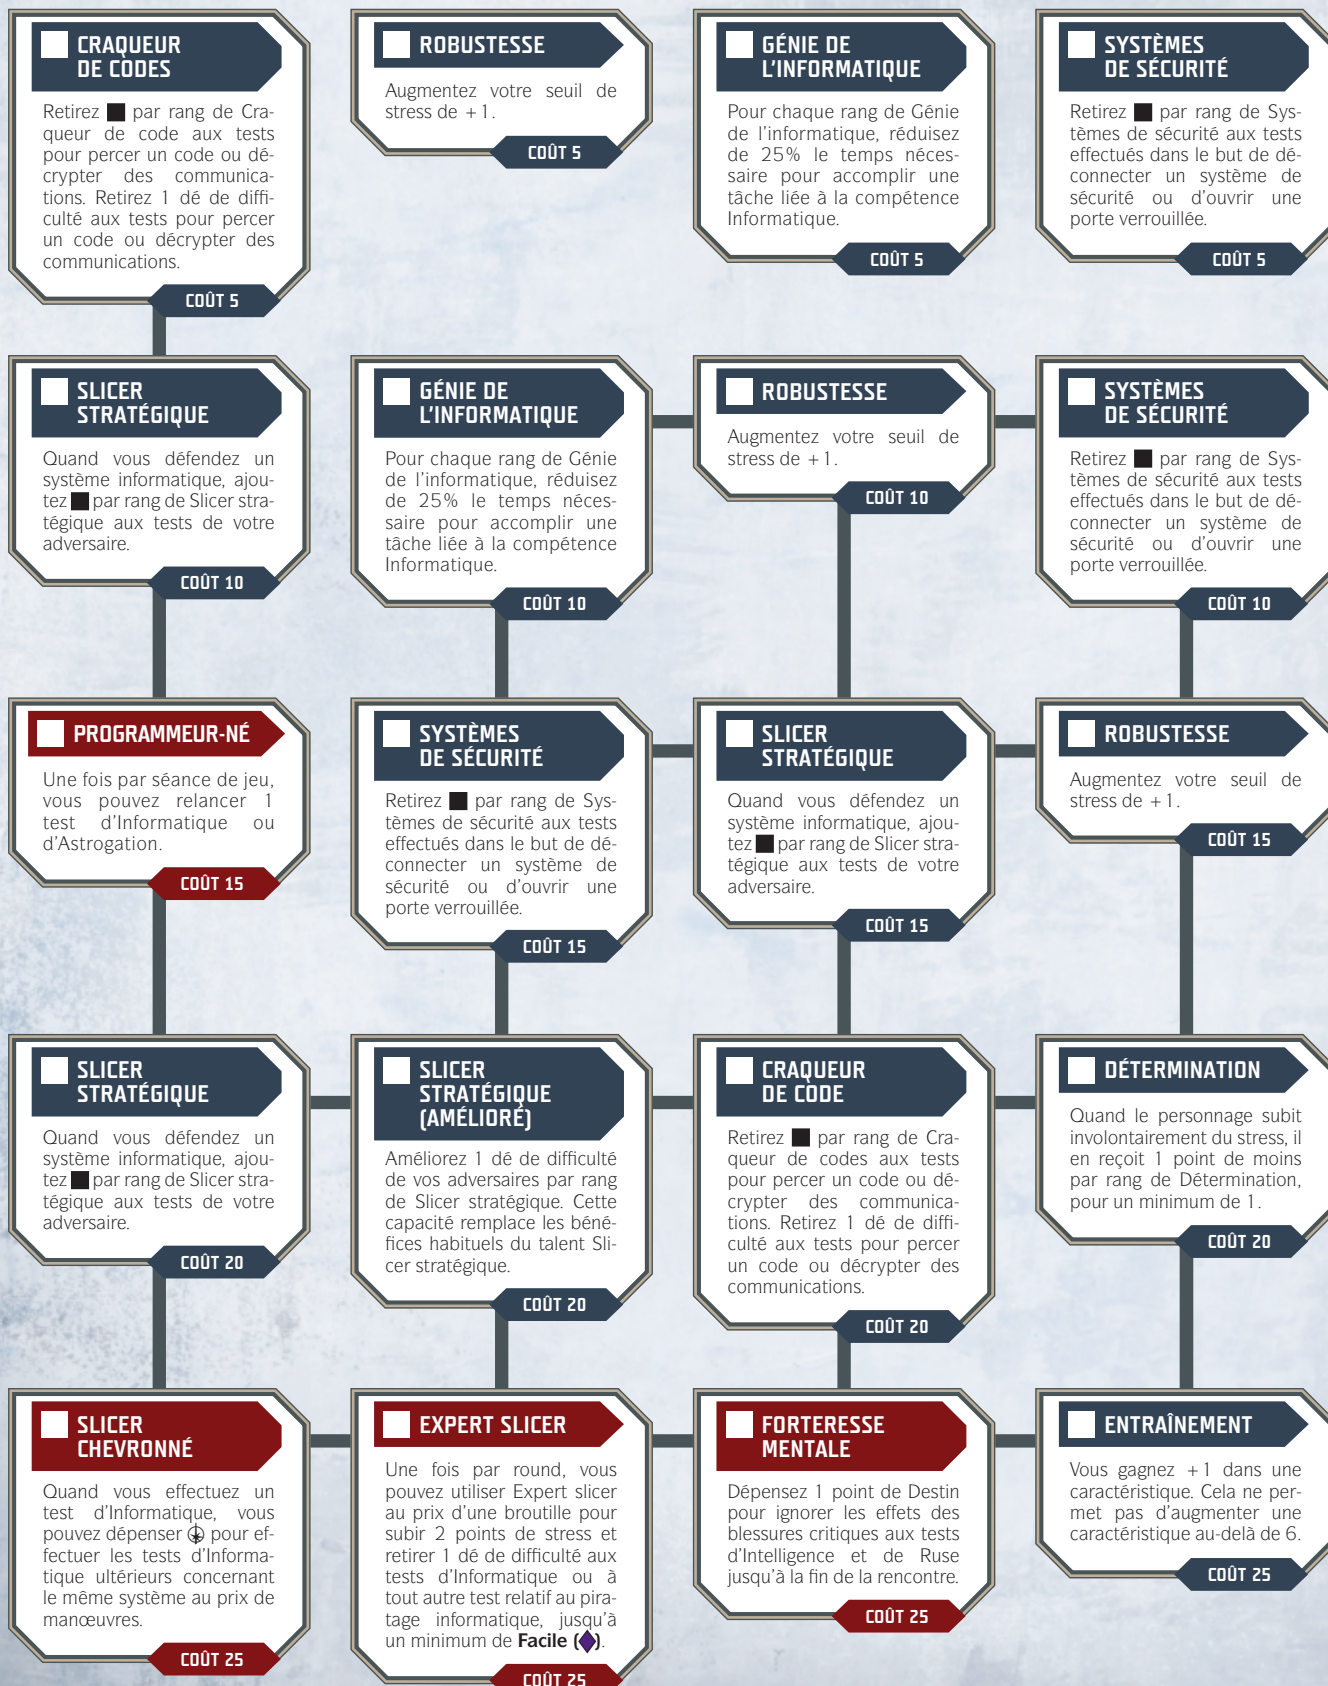 CRAQUEUR
DE CODES
Retirez ■ par rang de Cra-
queur de code aux tests
pour percer un code ou dé-
crypter des communica-
tions. Retirez 1 dé de diffi-
culté aux tests pour percer
un code ou décrypter des
communications.
COÛT 5
ROBUSTESSE
Augmentez votre seuil de
stress de +1.
COÛT 5
GÉNIE DE
L'INFORMATIQUE
Pour chaque rang de Génie
de l'informatique, réduisez
de 25% le temps néces-
saire pour accomplir une
tâche liée à la compétence
Informatique.
COÛT 5
SYSTÈMES
DE SÉCURITÉ
Retirez ■ par rang de Sys-
tèmes de sécurité aux tests
effectués dans le but de dé-
connecter un système de
sécurité ou d'ouvrir une
porte verrouillée.
COÛT 5
SLICER
STRATÉGIQUE
Quand vous défendez un
système informatique, ajou-
tez ■ par rang de Slicer stra-
tégique aux tests de votre
adversaire.
COÛT 10
GÉNIE DE
L'INFORMATIQUE
Pour chaque rang de Génie
de l'informatique, réduisez
de 25% le temps néces-
saire pour accomplir une
tâche liée à la compétence
Informatique.
COÛT 10
ROBUSTESSE
Augmentez votre seuil de
stress de +1.
COÛT 10
SYSTÈMES
DE SÉCURITÉ
Retirez ■ par rang de Sys-
tèmes de sécurité aux tests
effectués dans le but de dé-
connecter un système de
sécurité ou d'ouvrir une
porte verrouillée.
COÛT 10
PROGRAMMEUR-NÉ
Une fois par séance de jeu,
vous pouvez relancer 1
test d'Informatique ou
d'Astrogation.
COÛT 15
SYSTÈMES
DE SÉCURITÉ
Retirez ■ par rang de Sys-
tèmes de sécurité aux tests
effectués dans le but de dé-
connecter un système de
sécurité ou d'ouvrir une
porte verrouillée.
COÛT 15
SLICER
STRATÉGIQUE
Quand vous défendez un
système informatique, ajou-
tez ■ par rang de Slicer stra-
tégique aux tests de votre
adversaire.
COÛT 15
ROBUSTESSE
Augmentez votre seuil de
stress de +1.
COÛT 15
SLICER
STRATÉGIQUE
Quand vous défendez un
système informatique, ajou-
tez ■ par rang de Slicer stra-
tégique aux tests de votre
adversaire.
COÛT 20
SLICER
STRATÉGIQUE
(AMÉLIORÉ)
Améliorez 1 dé de difficulté
de vos adversaires par rang
de Slicer stratégique. Cette
capacité remplace les béné-
fices habituels du talent Sli-
cer stratégique.
COÛT 20
CRAQUEUR
DE CODE
Retirez ■ par rang de Cra-
queur de codes aux tests
pour percer un code ou dé-
crypter des communica-
tions. Retirez 1 dé de diffi-
culté aux tests pour percer
un code ou décrypter des
communications.
COÛT 20
DÉTERMINATION
Quand le personnage subit
involontairement du stress, il
en reçoit 1 point de moins
par rang de Détermination,
pour un minimum de 1.
COÛT 20
SLICER
CHEVRONNÉ
Quand vous effectuez un
test d'Informatique, vous
pouvez dépenser pour ef-
fectuer les tests d'Informa-
tique ultérieurs concernant
le même système au prix de
manœuvres.
COÛT 25
EXPERT SLICER
Une fois par round, vous
pouvez utiliser Expert slicer
au prix d'une broutille pour
subir 2 points de stress et
retirer 1 dé de difficulté aux
tests d'Informatique ou à
tout autre test relatif au pira-
tage informatique, jusqu'à
un minimum de Facile (◆).
COÛT 25
FORTERESSE
MENTALE
Dépensez 1 point de Destin
pour ignorer les effets des
blessures critiques aux tests
d'Intelligence et de Ruse
jusqu'à la fin de la rencontre.
COÛT 25
ENTRAÎNEMENT
Vous gagnez +1 dans une
caractéristique. Cela ne per-
met pas d'augmenter une
caractéristique au-delà de 6.
COÛT 25